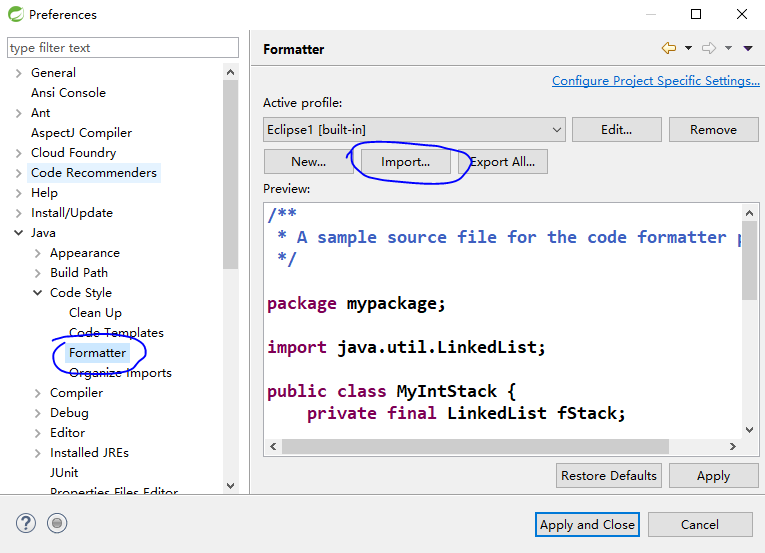 Preferences
type filter text
General
Ansi Console
Ant
AspectJ Compiler
Cloud Foundry
Code Recommenders
Help
Install/Update
Java
Appearance
Build Path
Code Style
Clean Up
Code Templates
Formatter
Organize Imports
Compiler
Debug
Editor
Installed JREs
JUnit
Properties Files Editor
Formatter
Configure Project Specific Settings...
Active profile:
Eclipse1 [built-in]
Edit...
Remove
New...
Import...
Export All...
Preview:
/**
* A sample source file for the code formatter p
*/
package mypackage;
import java.util.LinkedList;
public class MyIntStack {
private final LinkedList fStack;
Restore Defaults
Apply
?
Apply and Close
Cancel